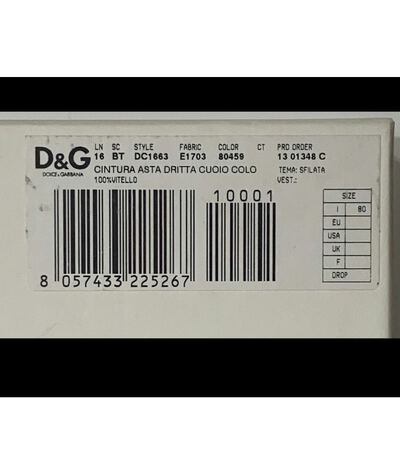 D&G
DOLCE & GABBANA
LN SC STYLE FABRIC COLOR CT PRD ORDER
16 BT DC1663 E1703 80459 13 01348 C
CINTURA ASTA DRITTA CUOIO COLO TEMA: SFILATA
100%VITELLO VEST.:
10001
8 057433 225267
SIZE
I 80
EU
USA
UK
F
DROP